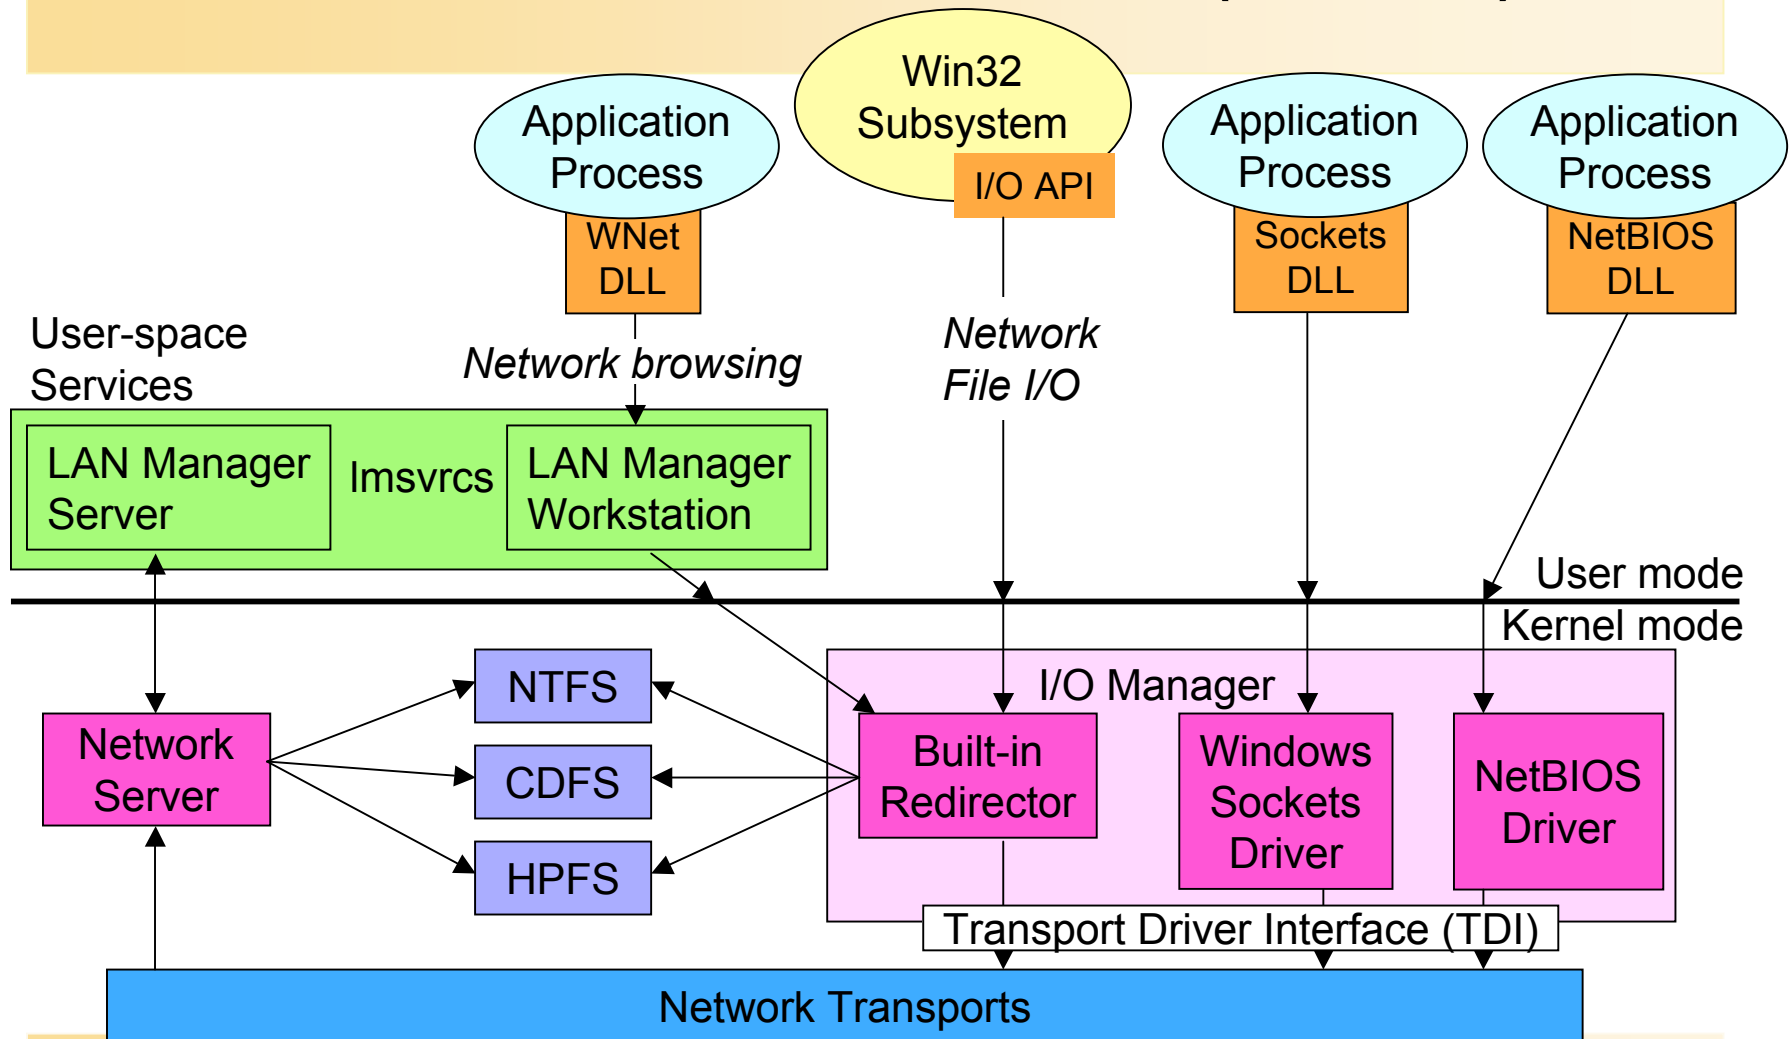 Win32
Subsystem
I/O API
Application
Process
WNet
DLL
Application
Process
Sockets
DLL
Application
Process
NetBIOS
DLL
User-space
Services
Network browsing
Network
File I/O
LAN Manager
Server
lmsvrcs
LAN Manager
Workstation
User mode
Kernel mode
Network
Server
NTFS
CDFS
HPFS
I/O Manager
Built-in
Redirector
Windows
Sockets
Driver
NetBIOS
Driver
Transport Driver Interface (TDI)
Network Transports